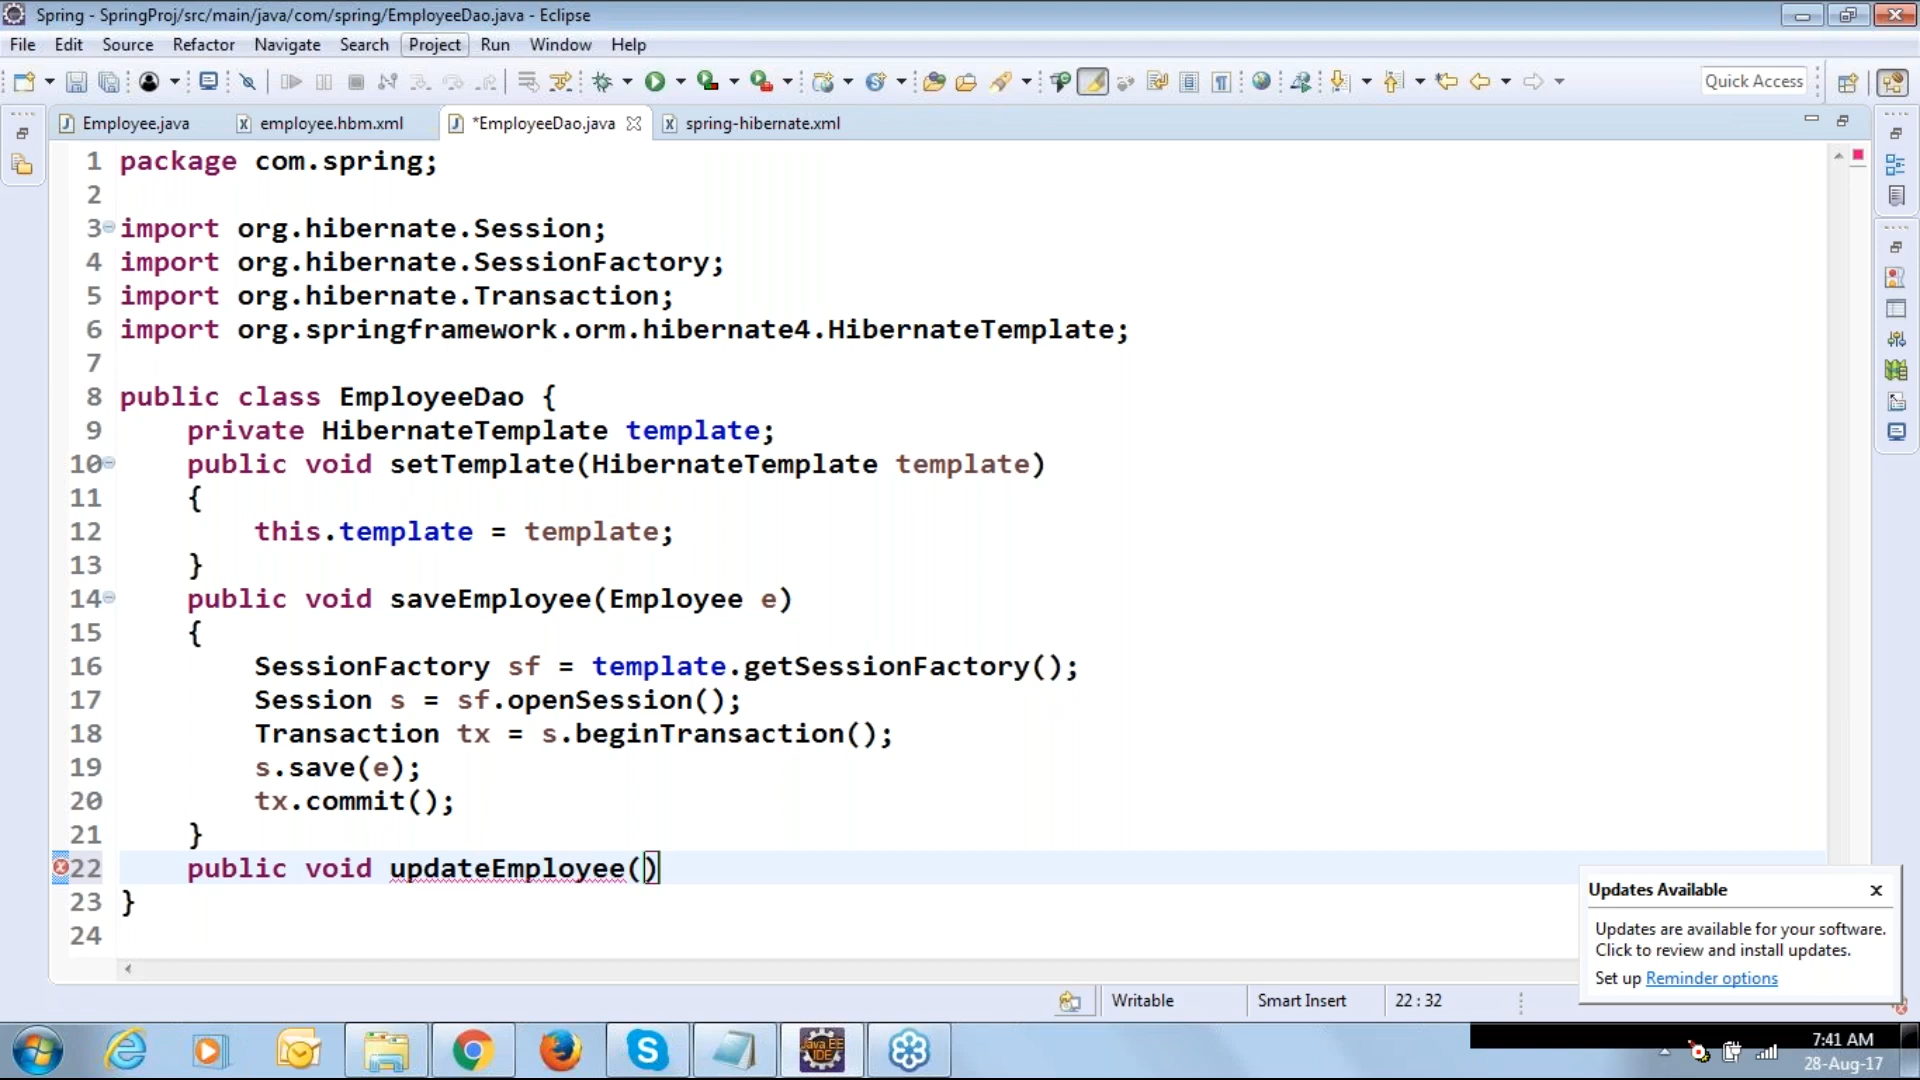 Spring - SpringProj/src/main/java/com/spring/EmployeeDao.java - Eclipse
File Edit Source Refactor Navigate Search Project Run Window Help
Quick Access
Employee.java employee.hbm.xml *EmployeeDao.java spring-hibernate.xml
1 package com.spring;
2
3 import org.hibernate.Session;
4 import org.hibernate.SessionFactory;
5 import org.hibernate.Transaction;
6 import org.springframework.orm.hibernate4.HibernateTemplate;
7
8 public class EmployeeDao {
9 private HibernateTemplate template;
10 public void setTemplate(HibernateTemplate template)
11 {
12 this.template = template;
13 }
14 public void saveEmployee(Employee e)
15 {
16 SessionFactory sf = template.getSessionFactory();
17 Session s = sf.openSession();
18 Transaction tx = s.beginTransaction();
19 s.save(e);
20 tx.commit();
21 }
22 public void updateEmployee()
23 }
24
Updates Available x
Updates are available for your software.
Click to review and install updates.
Set up Reminder options
Writable Smart Insert 22 : 32
Java EE
IDE
7:41 AM
28-Aug-17